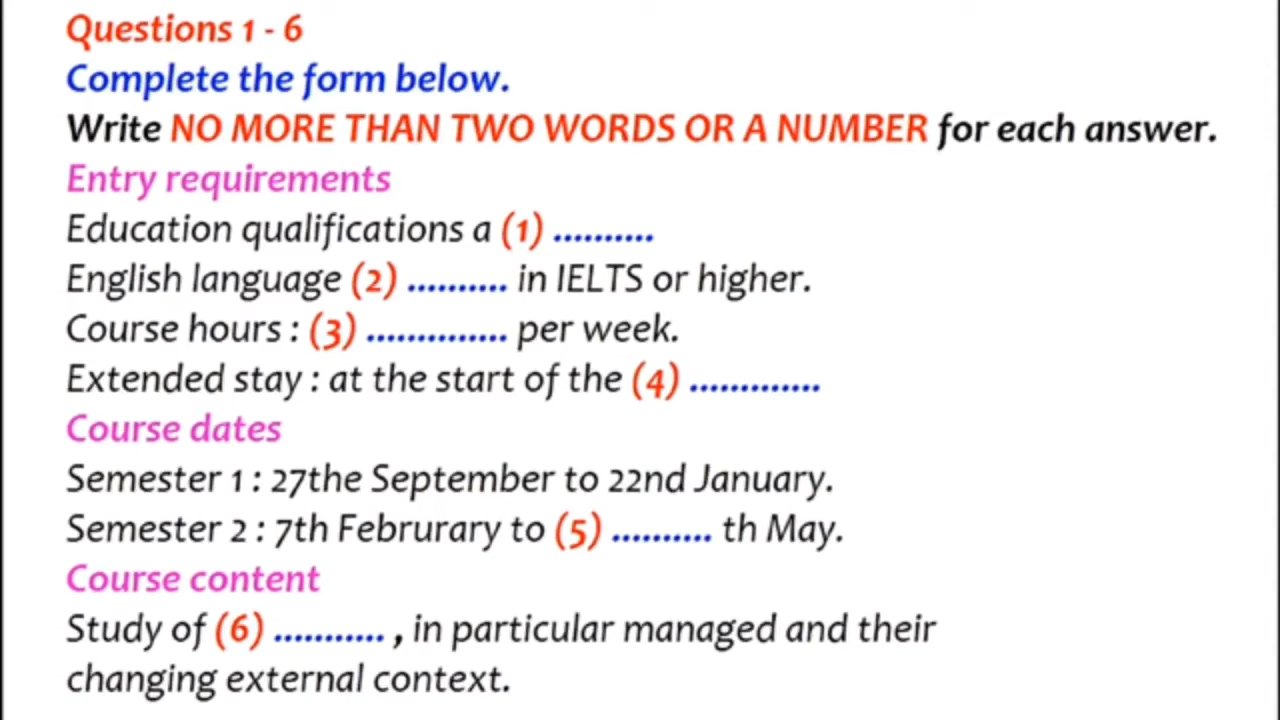 Questions 1 - 6
Complete the form below.
Write NO MORE THAN TWO WORDS OR A NUMBER for each answer.
Entry requirements
Education qualifications a (1) ..........
English language (2) .......... in IELTS or higher.
Course hours : (3) .............. per week.
Extended stay : at the start of the (4) .............
Course dates
Semester 1 : 27the September to 22nd January.
Semester 2 : 7th Februrary to (5) .......... th May.
Course content
Study of (6) ........... , in particular managed and their
changing external context.